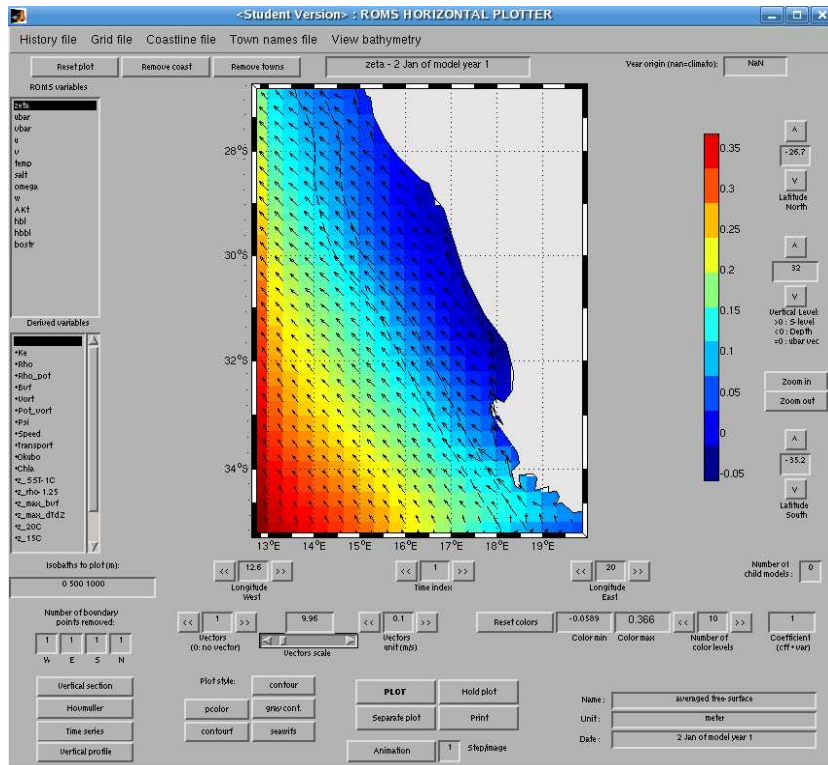 <Student Version> : ROMS HORIZONTAL PLOTTER
History file Grid file Coastline file Town names file View bathymetry
Reset plot Remove coast Remove towns zeta - 2 Jan of model year 1 Year origin (nan=climato): NaN
ROMS variables
zeta
ubar
vbar
u
v
temp
salt
omega
w
AKt
hbl
hbbl
bostr
Derived variables
*Ke
*Rho
*Rho_pot
*Bvf
*Vort
*Pot_vort
*Psi
*Speed
*Transport
*Okubo
*Chla
*z_SST-1C
*z_rho-1.25
*z_max_bvf
*z_max_dTdZ
*z_20C
*z_15C
28°S
30°S
32°S
34°S
13°E 14°E 15°E 16°E 17°E 18°E 19°E
0.35
0.3
0.25
0.2
0.15
0.1
0.05
0
-0.05
^
-26.7
v
Latitude
North
^
32
v
Vertical Level:
>0 : S-level
<0 : Depth
=0 : ubar vec
Zoom in
Zoom out
^
-35.2
v
Latitude
South
Isobaths to plot (m):
0 500 1000
<< 12.6 >> << 1 >> << 20 >>
Longitude West
Time index
Longitude East
Number of child models : 0
Number of boundary points removed:
1 1 1 1
W E S N
<< 1 >> 9.96 << 0.1 >>
Vectors (0: no vector)
Vectors scale
Vectors unit (m/s)
Reset colors -0.0589 0.366 << 10 >> 1
Color min Color max
Number of color levels
Coefficient (cff*var)
Vertical section
Hovmuller
Time series
Vertical profile
Plot style: contour
pcolor gray cont.
contourf seawifs
PLOT Hold plot
Separate plot Print
Animation 1 Step/image
Name : averaged free-surface
Unit : meter
Date : 2 Jan of model year 1